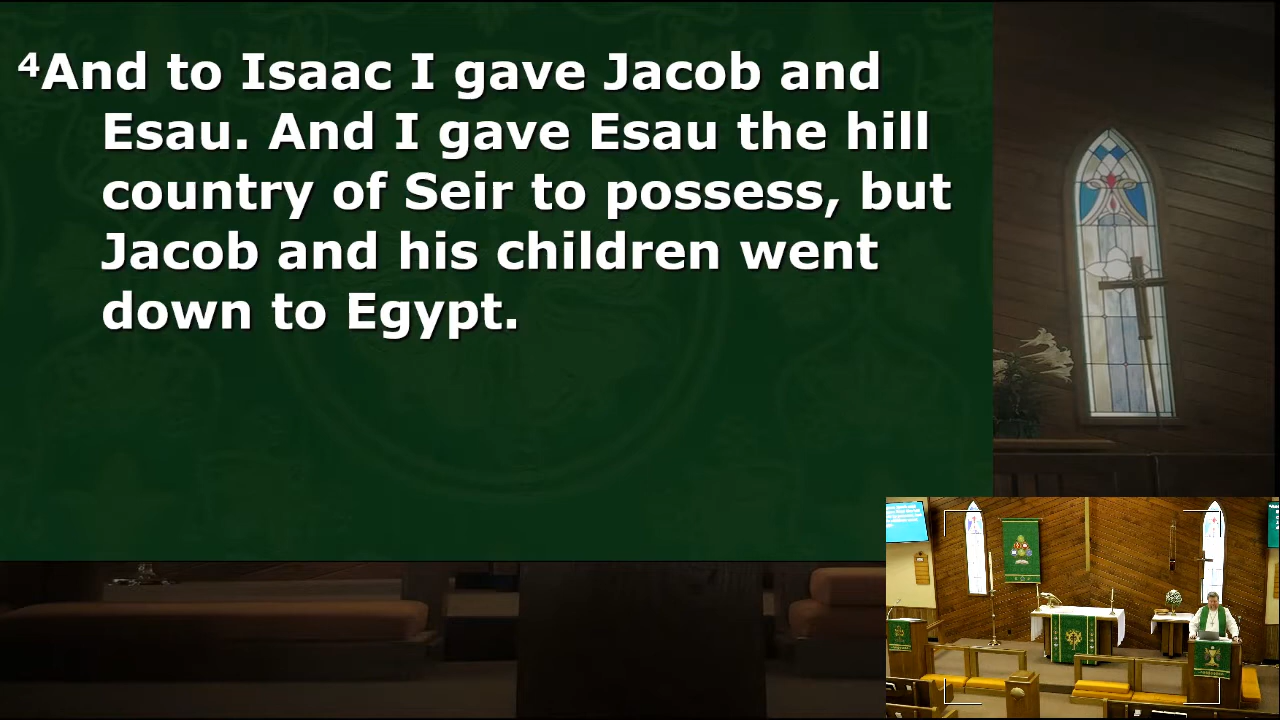 ⁴And to Isaac I gave Jacob and
Esau. And I gave Esau the hill
country of Seir to possess, but
Jacob and his children went
down to Egypt.